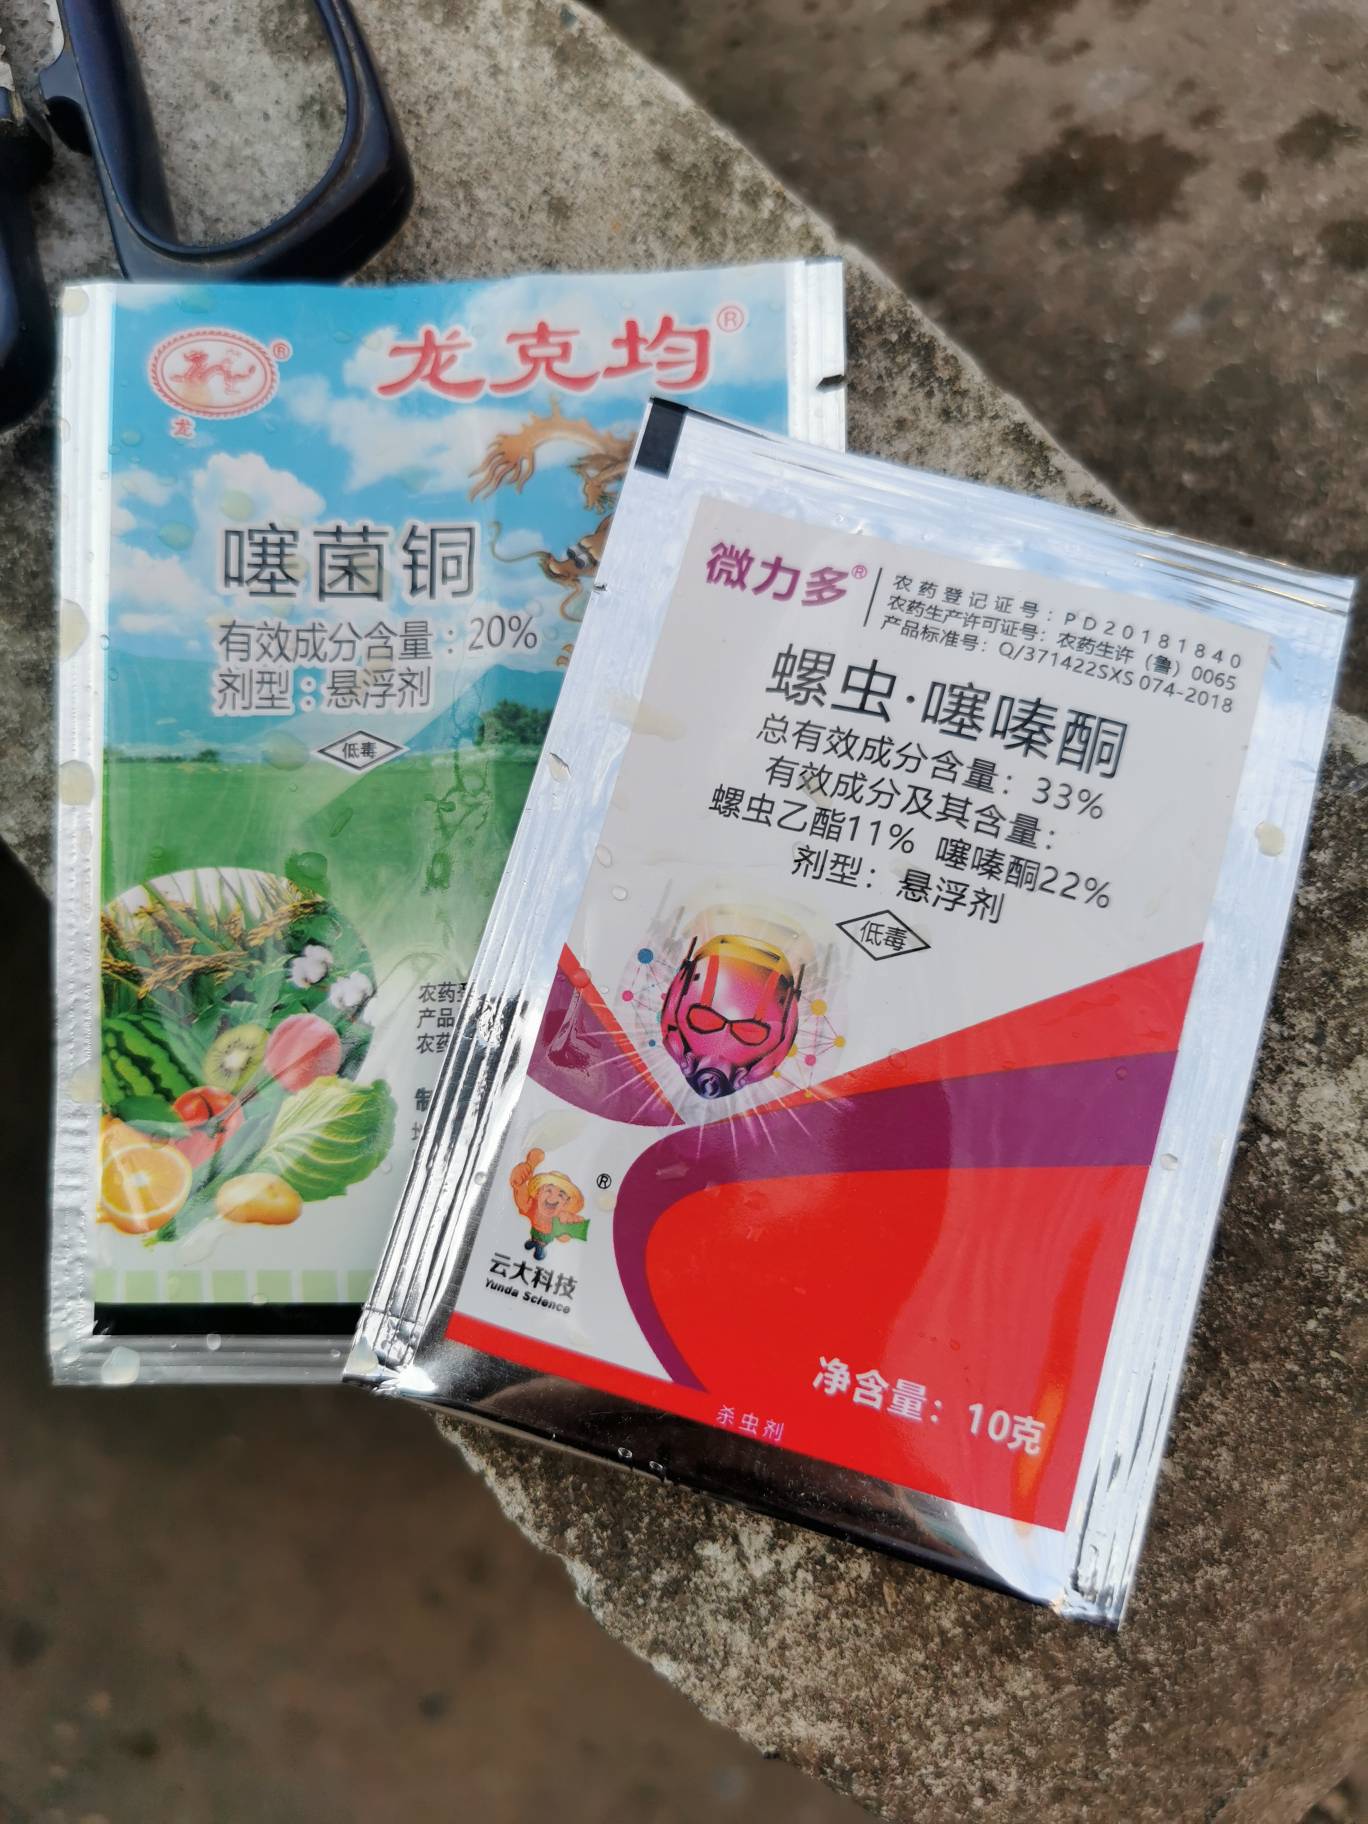 龙克均®
®
龙
噻菌铜
有效成分含量：20%
剂型：悬浮剂
低毒
农药
产品
农药
微力多®
农药登记证号：PD20181840
农药生产许可证号：农药生许（鲁）0065
产品标准号：Q/371422SXS 074-2018
螺虫·噻嗪酮
总有效成分含量：33%
有效成分及其含量：
螺虫乙酯11% 噻嗪酮22%
剂型：悬浮剂
低毒
®
云大科技
Yunda Science
净含量：10克
杀虫剂